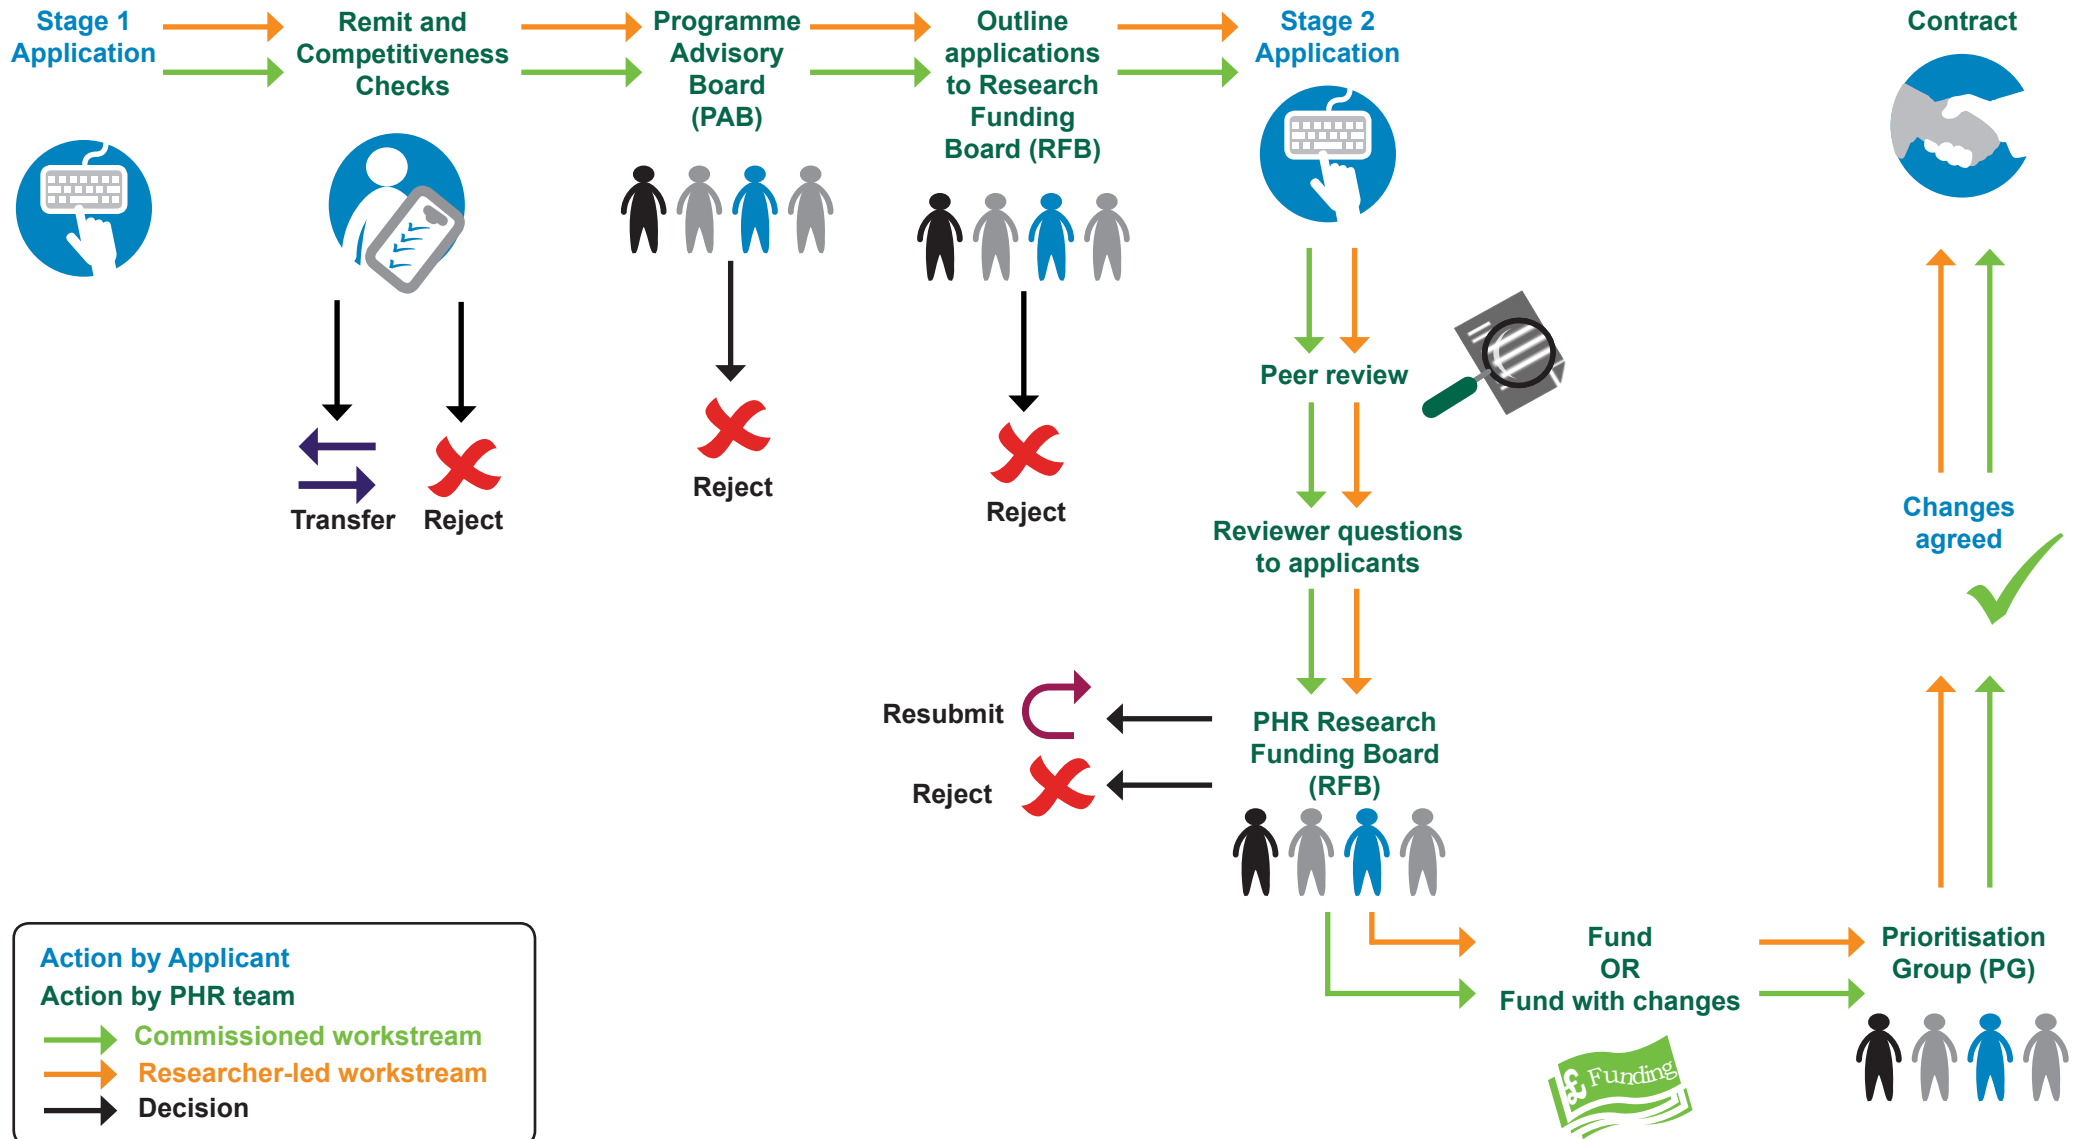 Stage 1
Application
Remit and
Competitiveness
Checks
Programme
Advisory
Board
(PAB)
Outline
applications
to Research
Funding
Board (RFB)
Stage 2
Application
Contract
Transfer
Reject
Reject
Reject
Peer review
Reviewer questions
to applicants
Changes
agreed
Resubmit
Reject
PHR Research
Funding Board
(RFB)
Fund
OR
Fund with changes
£ Funding
Prioritisation
Group (PG)
Action by Applicant
Action by PHR team
Commissioned workstream
Researcher-led workstream
Decision